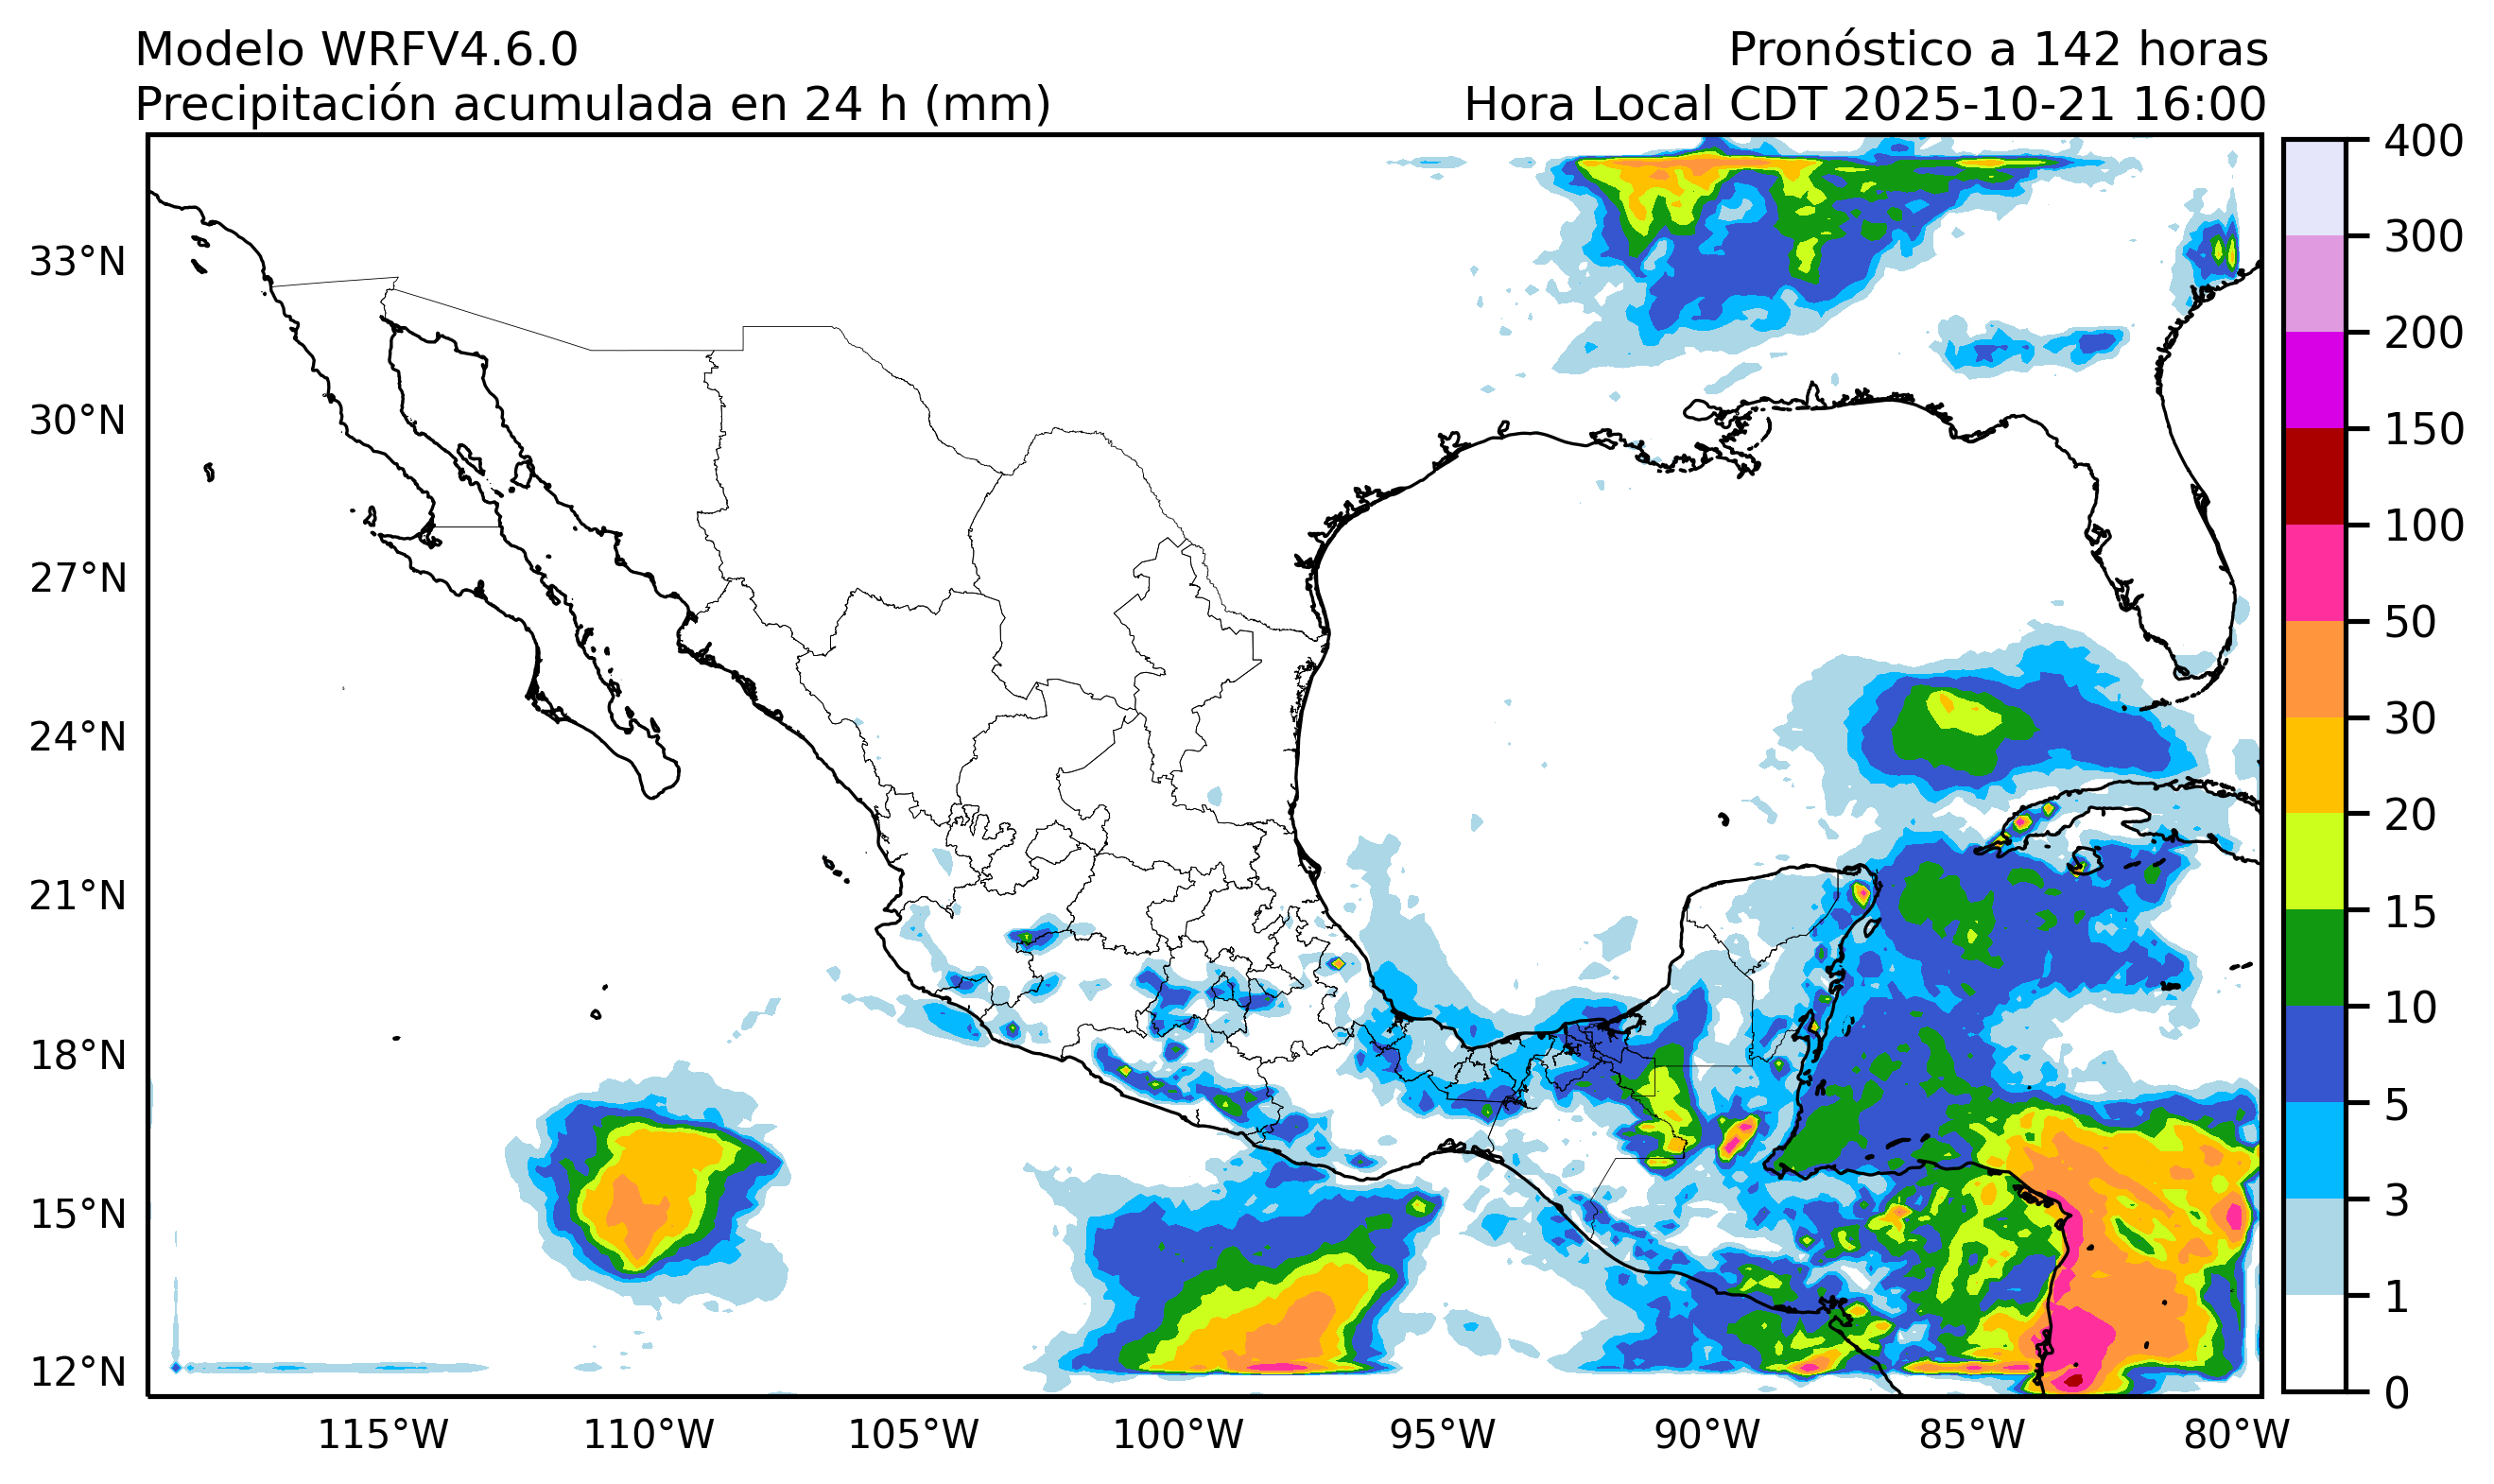 Modelo WRFV4.6.0
Pronóstico a 142 horas
Precipitación acumulada en 24 h (mm)
Hora Local CDT 2025-10-21 16:00
33°N
30°N
27°N
24°N
21°N
18°N
15°N
12°N
115°W
110°W
105°W
100°W
95°W
90°W
85°W
80°W
400
300
200
150
100
50
30
20
15
10
5
3
1
0